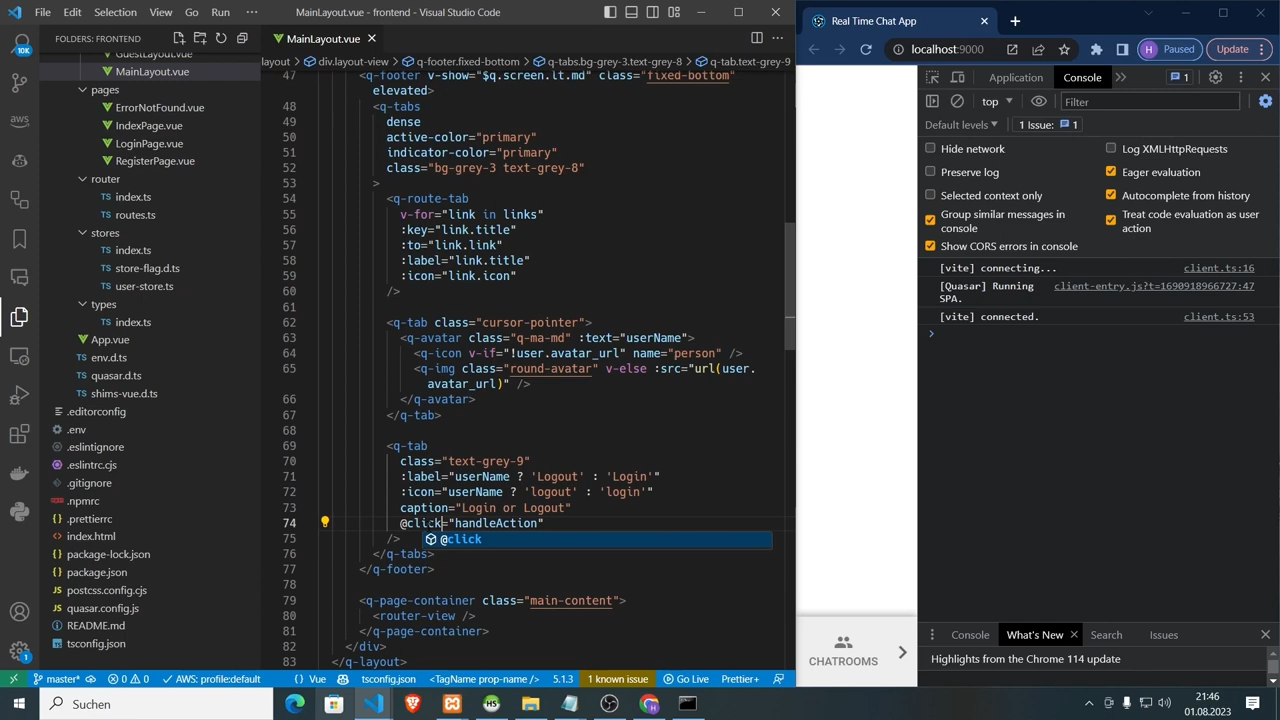 File Edit Selection View Go Run ··· MainLayout.vue - frontend - Visual Studio Code
FOLDERS: FRONTEND
GuestLayout.vue
MainLayout.vue
pages
ErrorNotFound.vue
IndexPage.vue
LoginPage.vue
RegisterPage.vue
router
TS index.ts
TS routes.ts
stores
TS index.ts
TS store-flag.d.ts
TS user-store.ts
types
TS index.ts
App.vue
TS env.d.ts
TS quasar.d.ts
TS shims-vue.d.ts
.editorconfig
.env
.eslintignore
.eslintrc.cjs
.gitignore
.npmrc
.prettierrc
index.html
package-lock.json
package.json
JS postcss.config.cjs
JS quasar.config.js
README.md
tsconfig.json
10K
aws
1
MainLayout.vue
layout > div.layout-view > q-footer.fixed-bottom > q-tabs.bg-grey-3.text-grey-8 > q-tab.text-grey-9
47 <q-footer v-show="$q.screen.lt.md" class="fixed-bottom"
elevated>
48 <q-tabs
49 dense
50 active-color="primary"
51 indicator-color="primary"
52 class="bg-grey-3 text-grey-8"
53 >
54 <q-route-tab
55 v-for="link in links"
56 :key="link.title"
57 :to="link.link"
58 :label="link.title"
59 :icon="link.icon"
60 />
61
62 <q-tab class="cursor-pointer">
63 <q-avatar class="q-ma-md" :text="userName">
64 <q-icon v-if="!user.avatar_url" name="person" />
65 <q-img class="round-avatar" v-else :src="url(user.
avatar_url)" />
66 </q-avatar>
67 </q-tab>
68
69 <q-tab
70 class="text-grey-9"
71 :label="userName ? 'Logout' : 'Login'"
72 :icon="userName ? 'logout' : 'login'"
73 caption="Login or Logout"
74 @click="handleAction"
75 />
@click
76 </q-tabs>
77 </q-footer>
78
79 <q-page-container class="main-content">
80 <router-view />
81 </q-page-container>
82 </div>
83 </q-layout>
master* 0 0 AWS: profile:default {} Vue tsconfig.json <TagName prop-name /> 5.1.3 1 known issue Go Live Prettier+
Real Time Chat App
localhost:9000 H Paused Update
Application Console 1
top Filter
Default levels 1 Issue: 1
Hide network Log XMLHttpRequests
Preserve log Eager evaluation
Selected context only Autocomplete from history
Group similar messages in console Treat code evaluation as user action
Show CORS errors in console
[vite] connecting... client.ts:16
[Quasar] Running SPA. client-entry.js?t=1690918966727:47
[vite] connected. client.ts:53
CHATROOMS
Console What's New Search Issues
Highlights from the Chrome 114 update
Suchen
HS
21:46
01.08.2023